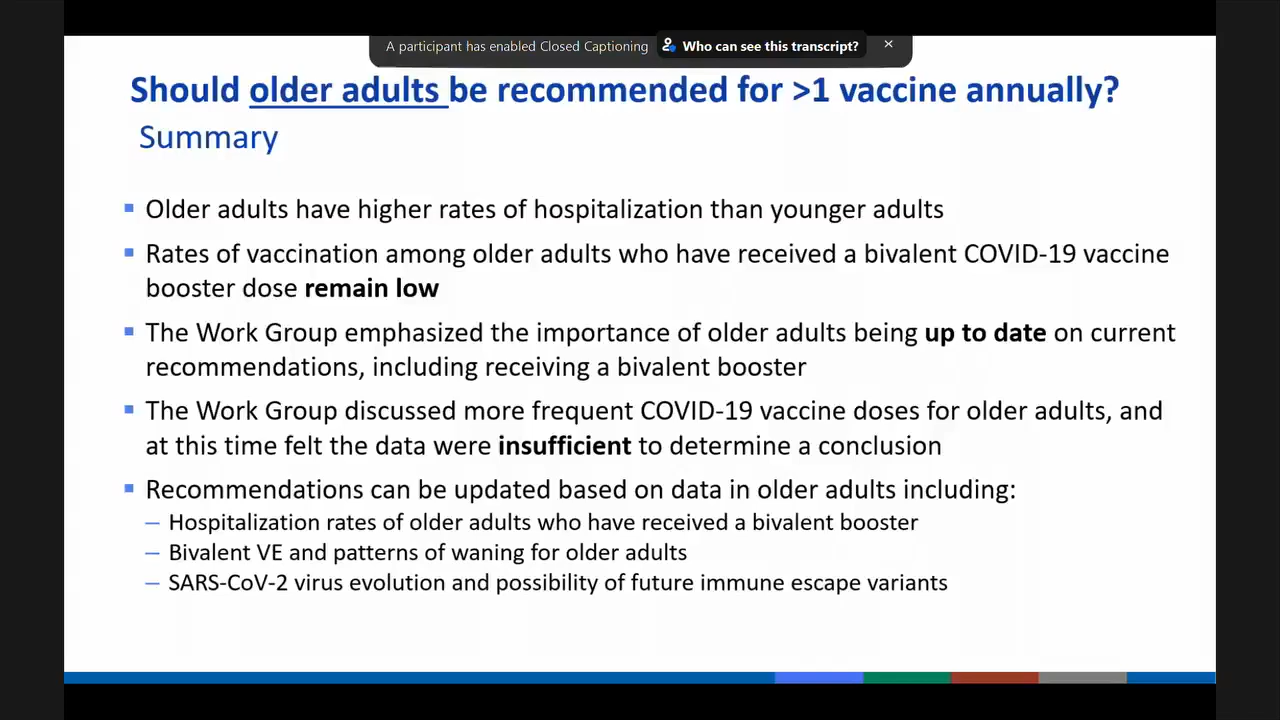 A participant has enabled Closed Captioning Who can see this transcript?
Should older adults be recommended for >1 vaccine annually?
Summary
Older adults have higher rates of hospitalization than younger adults
Rates of vaccination among older adults who have received a bivalent COVID-19 vaccine
booster dose remain low
The Work Group emphasized the importance of older adults being up to date on current
recommendations, including receiving a bivalent booster
The Work Group discussed more frequent COVID-19 vaccine doses for older adults, and
at this time felt the data were insufficient to determine a conclusion
Recommendations can be updated based on data in older adults including:
– Hospitalization rates of older adults who have received a bivalent booster
– Bivalent VE and patterns of waning for older adults
– SARS-CoV-2 virus evolution and possibility of future immune escape variants